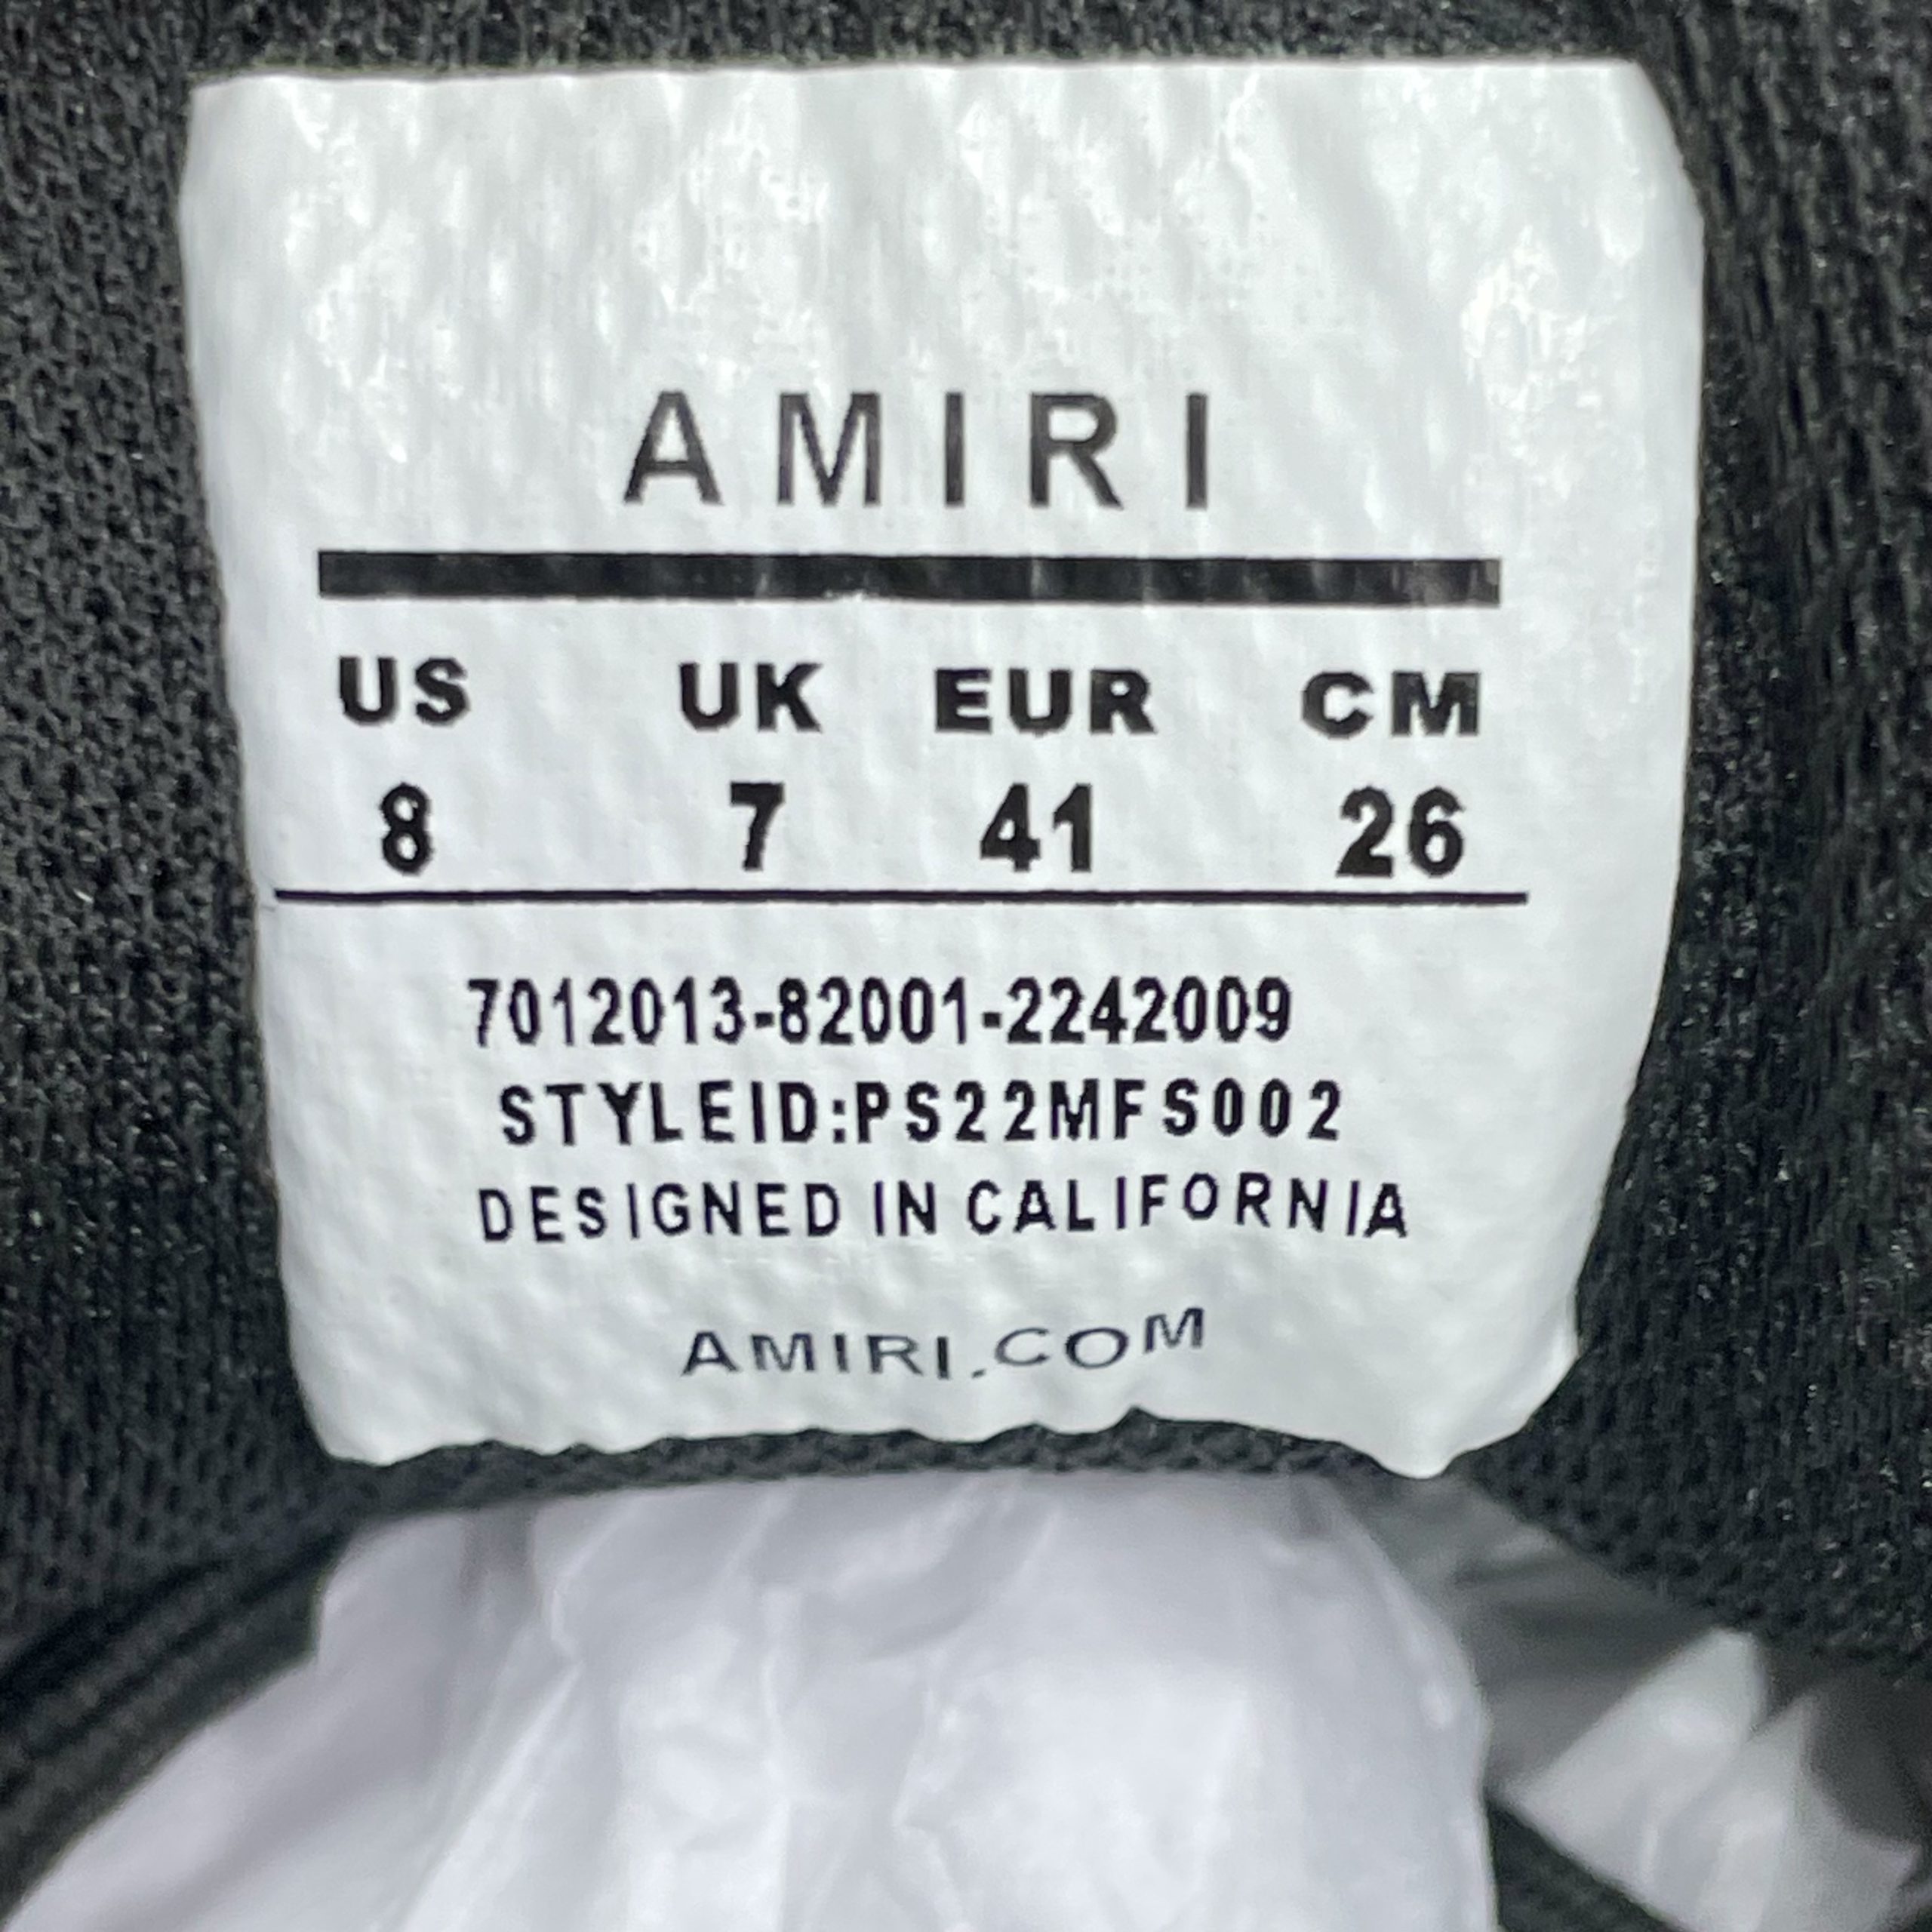 AMIRI
US UK EUR CM
8 7 41 26
7012013-82001-2242009
STYLEID:PS22MFS002
DESIGNED IN CALIFORNIA
AMIRI.COM